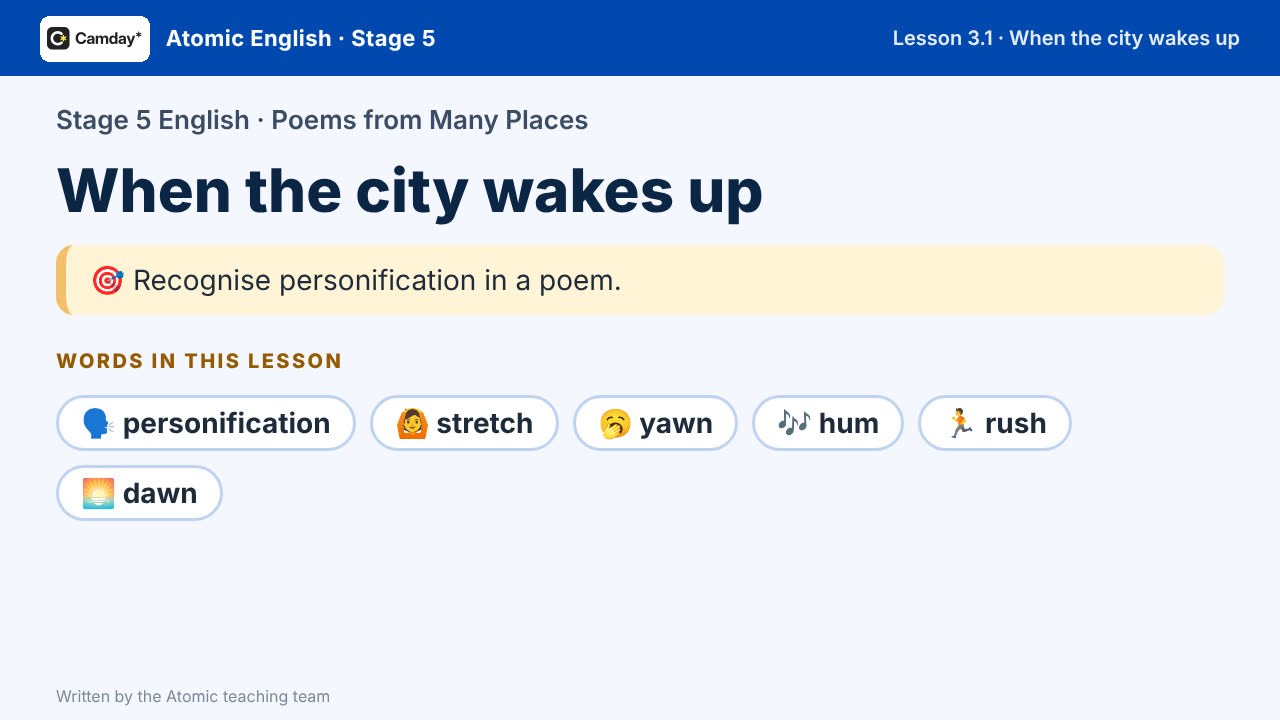 Camday*
Atomic English · Stage 5
Lesson 3.1 · When the city wakes up
Stage 5 English · Poems from Many Places
When the city wakes up
🎯 Recognise personification in a poem.
WORDS IN THIS LESSON
🗣️ personification
🙆 stretch
🥱 yawn
🎶 hum
🏃 rush
🌅 dawn
Written by the Atomic teaching team